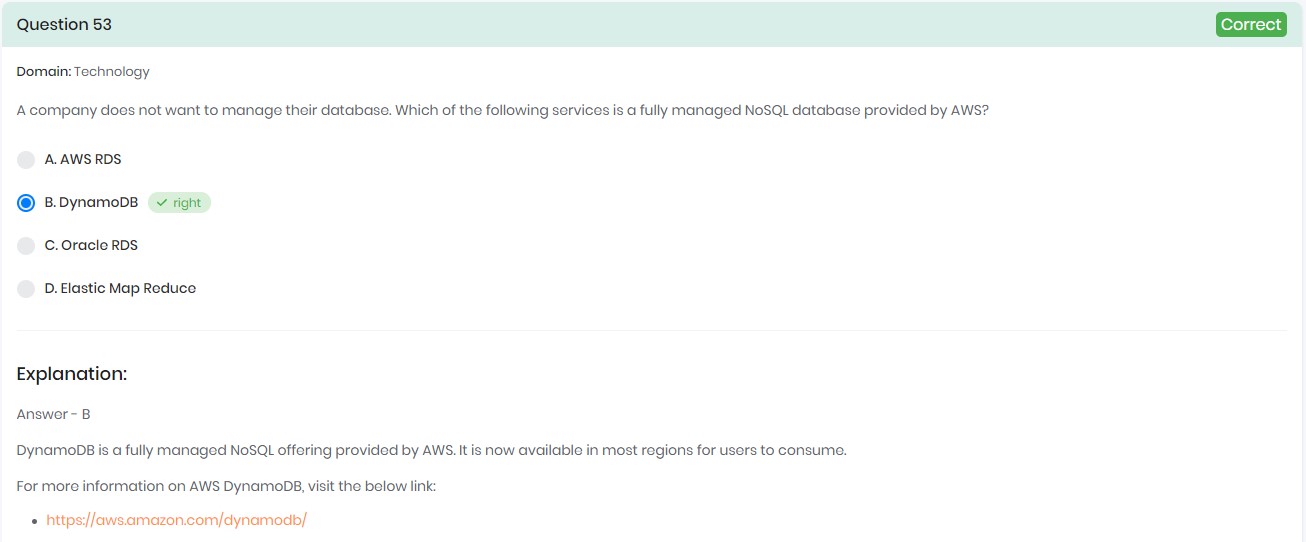 Question 53
Correct
Domain: Technology
A company does not want to manage their database. Which of the following services is a fully managed NoSQL database provided by AWS?
A. AWS RDS
B. DynamoDB
right
C. Oracle RDS
D. Elastic Map Reduce
Explanation:
Answer - B
DynamoDB is a fully managed NoSQL offering provided by AWS. It is now available in most regions for users to consume.
For more information on AWS DynamoDB, visit the below link:
https://aws.amazon.com/dynamodb/